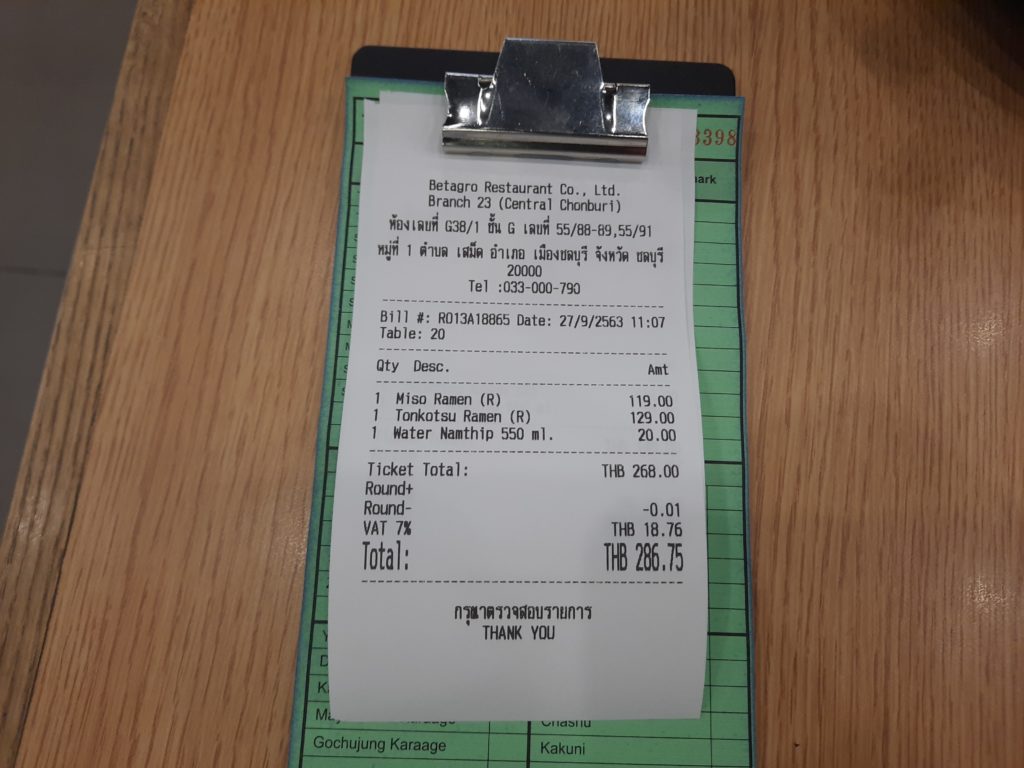 3398
mark
Betagro Restaurant Co., Ltd.
Branch 23 (Central Chonburi)
ห้องเลขที่ G38/1 ชั้น G เลขที่ 55/88-89,55/91
หมู่ที่ 1 ตำบล เสม็ด อำเภอ เมืองชลบุรี จังหวัด ชลบุรี
20000
Tel :033-000-790
Bill #: R013A18865 Date: 27/9/2563 11:07
Table: 20
Qty Desc. Amt
1 Miso Ramen (R) 119.00
1 Tonkotsu Ramen (R) 129.00
1 Water Namthip 550 ml. 20.00
Ticket Total: THB 268.00
Round+
Round- -0.01
VAT 7% THB 18.76
Total: THB 286.75
กรุณาตรวจสอบรายการ
THANK YOU
Chashu
Gochujung Karaage Kakuni